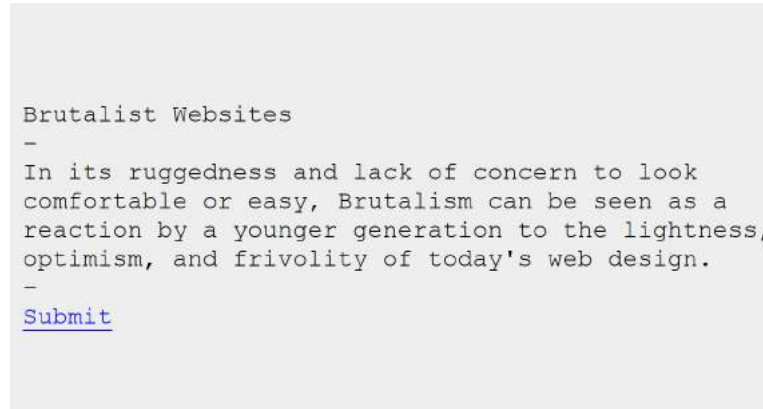 Brutalist Websites
–
In its ruggedness and lack of concern to look
comfortable or easy, Brutalism can be seen as a
reaction by a younger generation to the lightness,
optimism, and frivolity of today's web design.
–
Submit